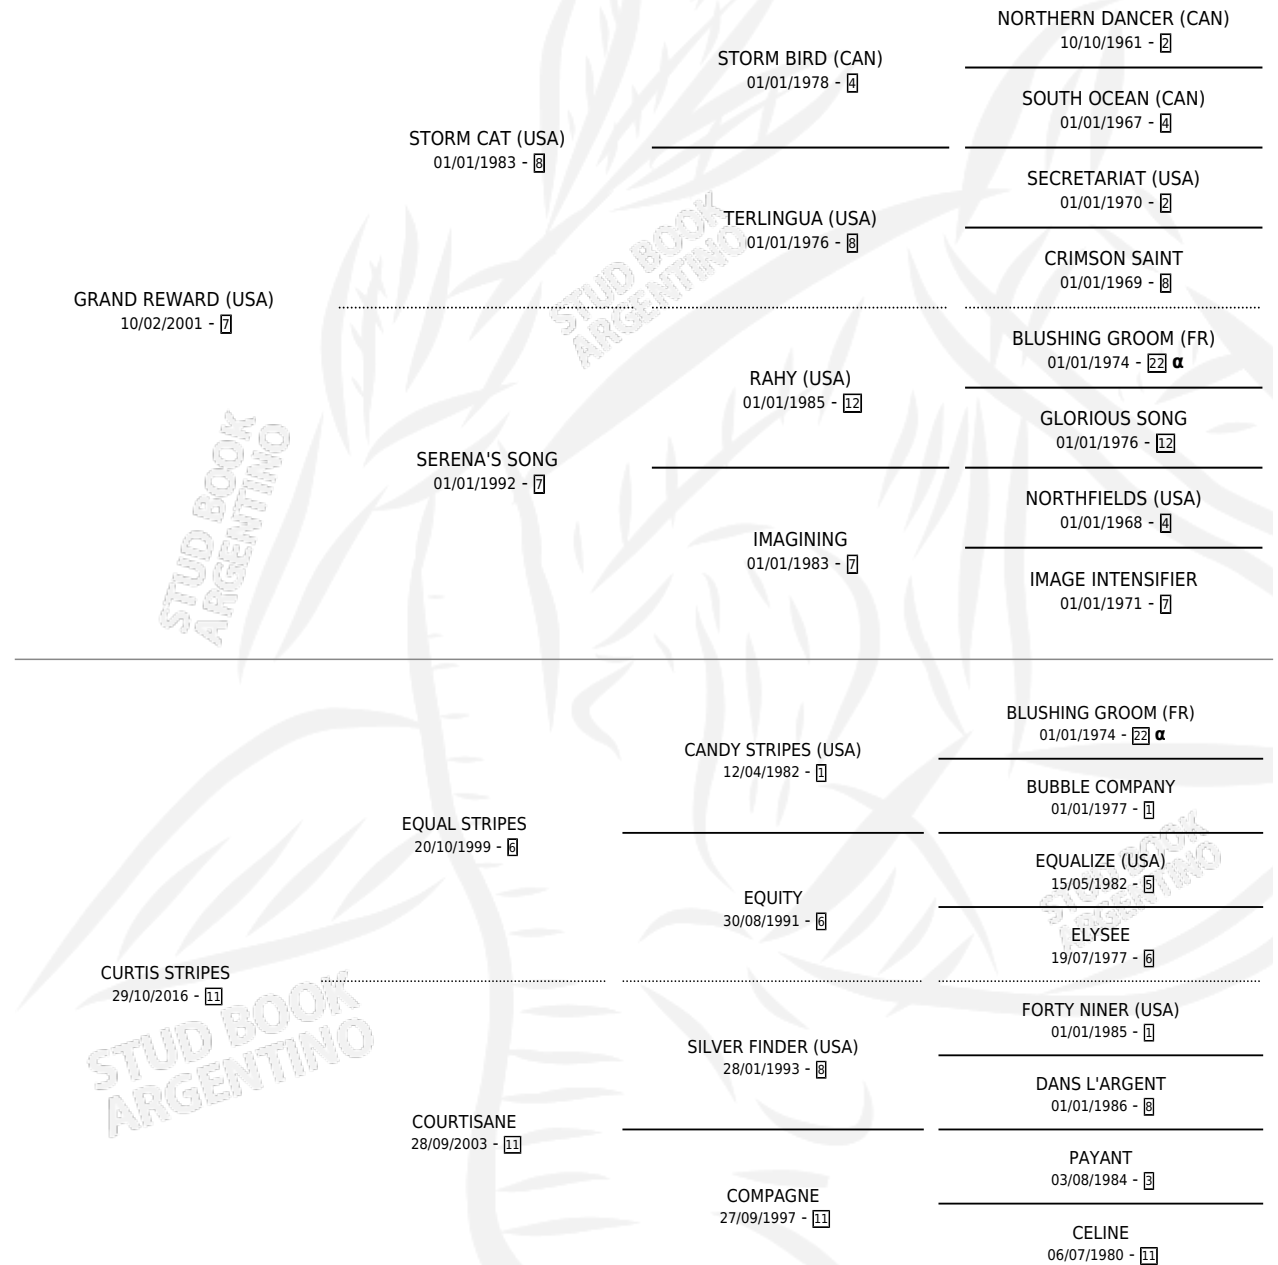 NORTHERN DANCER (CAN)
10/10/1961 - 2
STORM BIRD (CAN)
01/01/1978 - 4
SOUTH OCEAN (CAN)
01/01/1967 - 4
STORM CAT (USA)
01/01/1983 - 8
SECRETARIAT (USA)
01/01/1970 - 2
TERLINGUA (USA)
01/01/1976 - 8
CRIMSON SAINT
01/01/1969 - 8
GRAND REWARD (USA)
10/02/2001 - 7
BLUSHING GROOM (FR)
01/01/1974 - 22 α
RAHY (USA)
01/01/1985 - 12
GLORIOUS SONG
01/01/1976 - 12
SERENA'S SONG
01/01/1992 - 7
NORTHFIELDS (USA)
01/01/1968 - 4
IMAGINING
01/01/1983 - 7
IMAGE INTENSIFIER
01/01/1971 - 7
BLUSHING GROOM (FR)
01/01/1974 - 22 α
CANDY STRIPES (USA)
12/04/1982 - 1
BUBBLE COMPANY
01/01/1977 - 1
EQUAL STRIPES
20/10/1999 - 6
EQUALIZE (USA)
15/05/1982 - 5
EQUITY
30/08/1991 - 6
ELYSEE
19/07/1977 - 6
CURTIS STRIPES
29/10/2016 - 11
FORTY NINER (USA)
01/01/1985 - 1
SILVER FINDER (USA)
28/01/1993 - 8
DANS L'ARGENT
01/01/1986 - 8
COURTISANE
28/09/2003 - 11
PAYANT
03/08/1984 - 3
COMPAGNE
27/09/1997 - 11
CELINE
06/07/1980 - 11
STUD BOOK
ARGENTINO
STUD BOOK
ARGENTINO
STUD BOOK
ARGENTINO
STUD BOOK
ARGENTINO